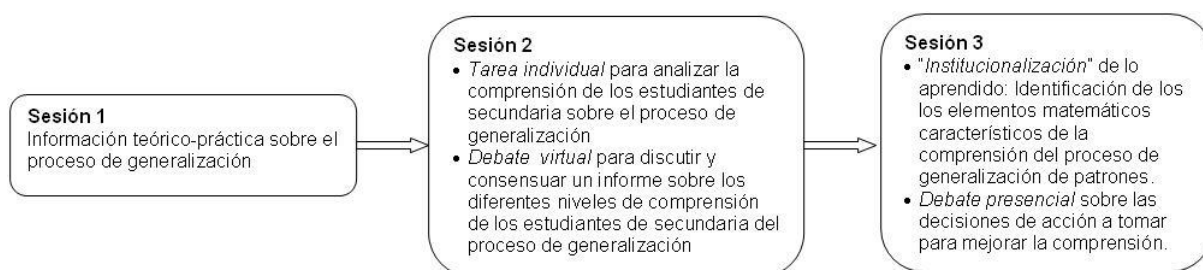 Sesión 1
Información teórico-práctica sobre el
proceso de generalización
Sesión 2
• Tarea individual para analizar la
comprensión de los estudiantes de
secundaria sobre el proceso de
generalización
• Debate virtual para discutir y
consensuar un informe sobre los
diferentes niveles de comprensión
de los estudiantes de secundaria del
proceso de generalización
Sesión 3
• "Institucionalización" de lo
aprendido: Identificación de los
los elementos matemáticos
característicos de la
comprensión del proceso de
generalización de patrones.
• Debate presencial sobre las
decisiones de acción a tomar
para mejorar la comprensión.